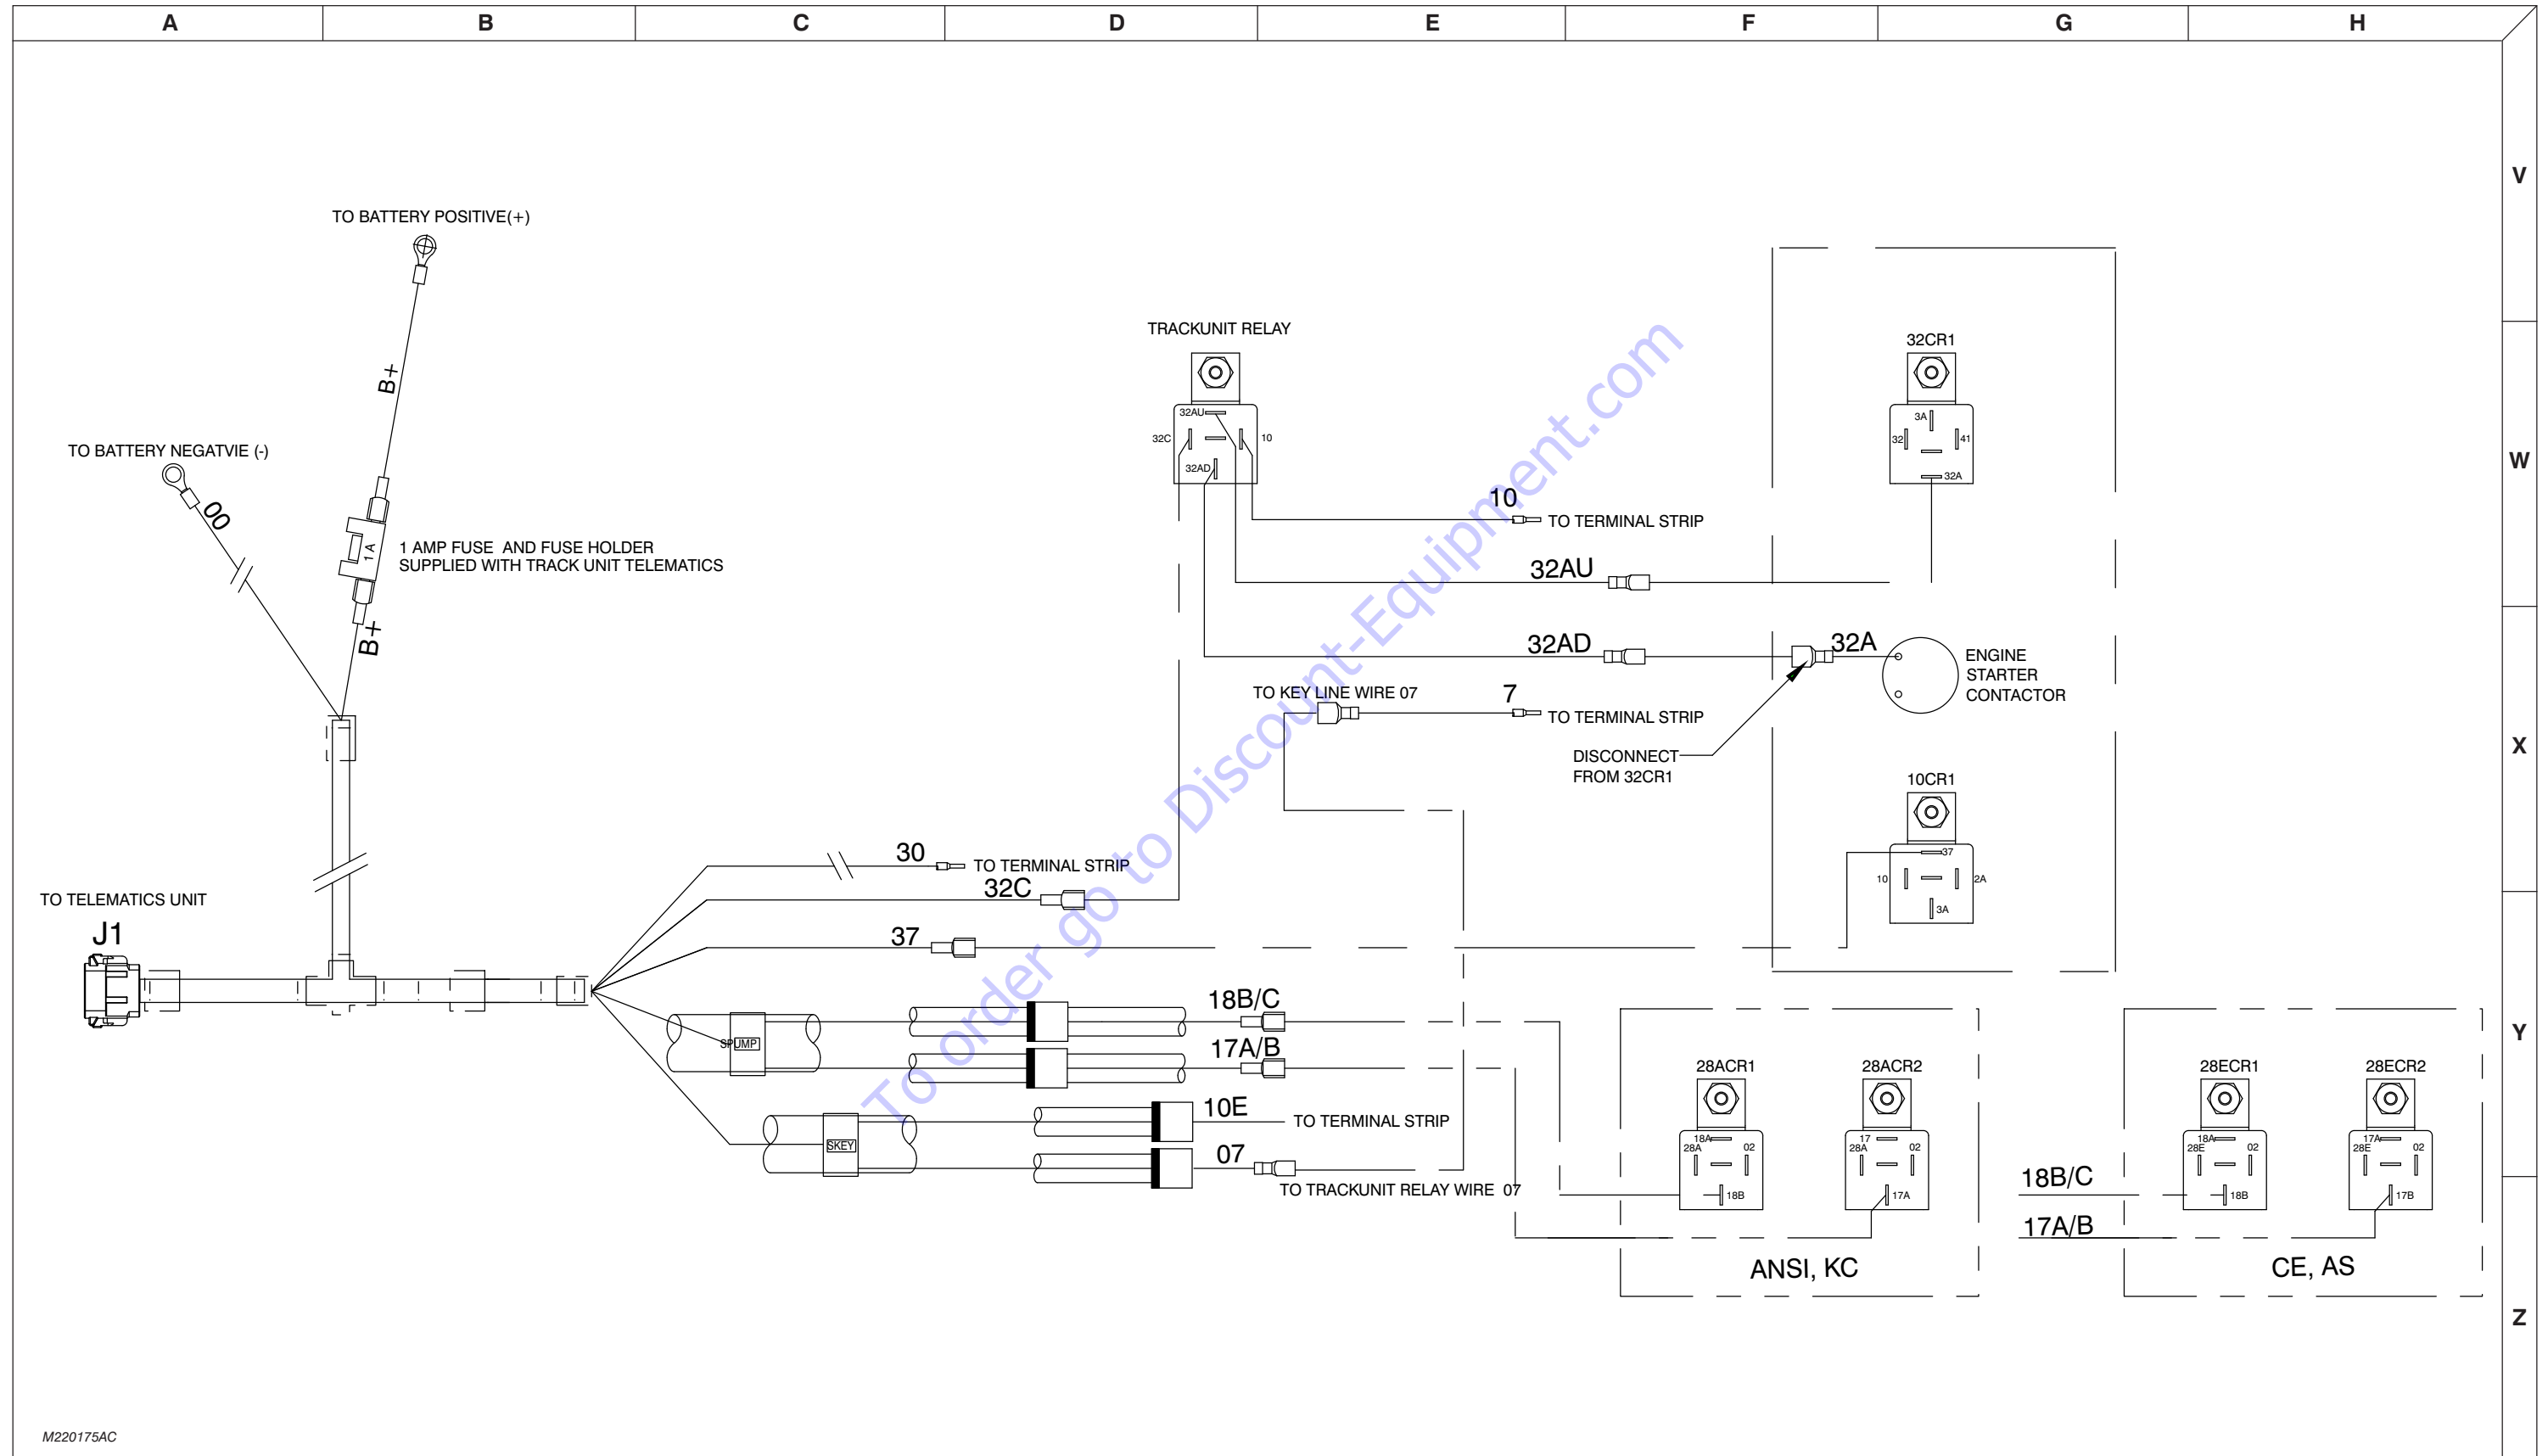 A B C D E F G H
V
TO BATTERY POSITIVE(+)
TRACKUNIT RELAY
32CR1
B+
32AU
3A
32C
10
32
41
TO BATTERY NEGATVIE (-)
W
32AD
32A
00
10
TO TERMINAL STRIP
1 A
1 AMP FUSE AND FUSE HOLDER
SUPPLIED WITH TRACK UNIT TELEMATICS
32AU
B+
32AD
32A
ENGINE
STARTER
CONTACTOR
TO KEY LINE WIRE 07
7
TO TERMINAL STRIP
X
DISCONNECT
FROM 32CR1
10CR1
30
TO TERMINAL STRIP
37
10
2A
3A
32C
TO TELEMATICS UNIT
J1
37
18B/C
SPUMP
17A/B
Y
28ACR1
28ACR2
28ECR1
28ECR2
10E
TO TERMINAL STRIP
SKEY
07
TO TRACKUNIT RELAY WIRE 07
18A
28A
02
18B
17
28A
02
17A
18B/C
17A/B
18A
28E
02
18B
17A
28E
02
17B
ANSI, KC
CE, AS
Z
M220175AC
To order go to Discount-Equipment.com